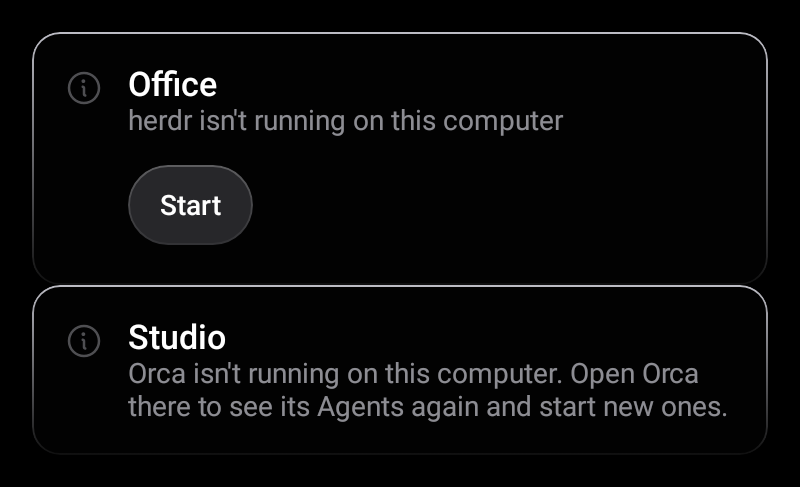 Office
herdr isn't running on this computer
Start
Studio
Orca isn't running on this computer. Open Orca
there to see its Agents again and start new ones.